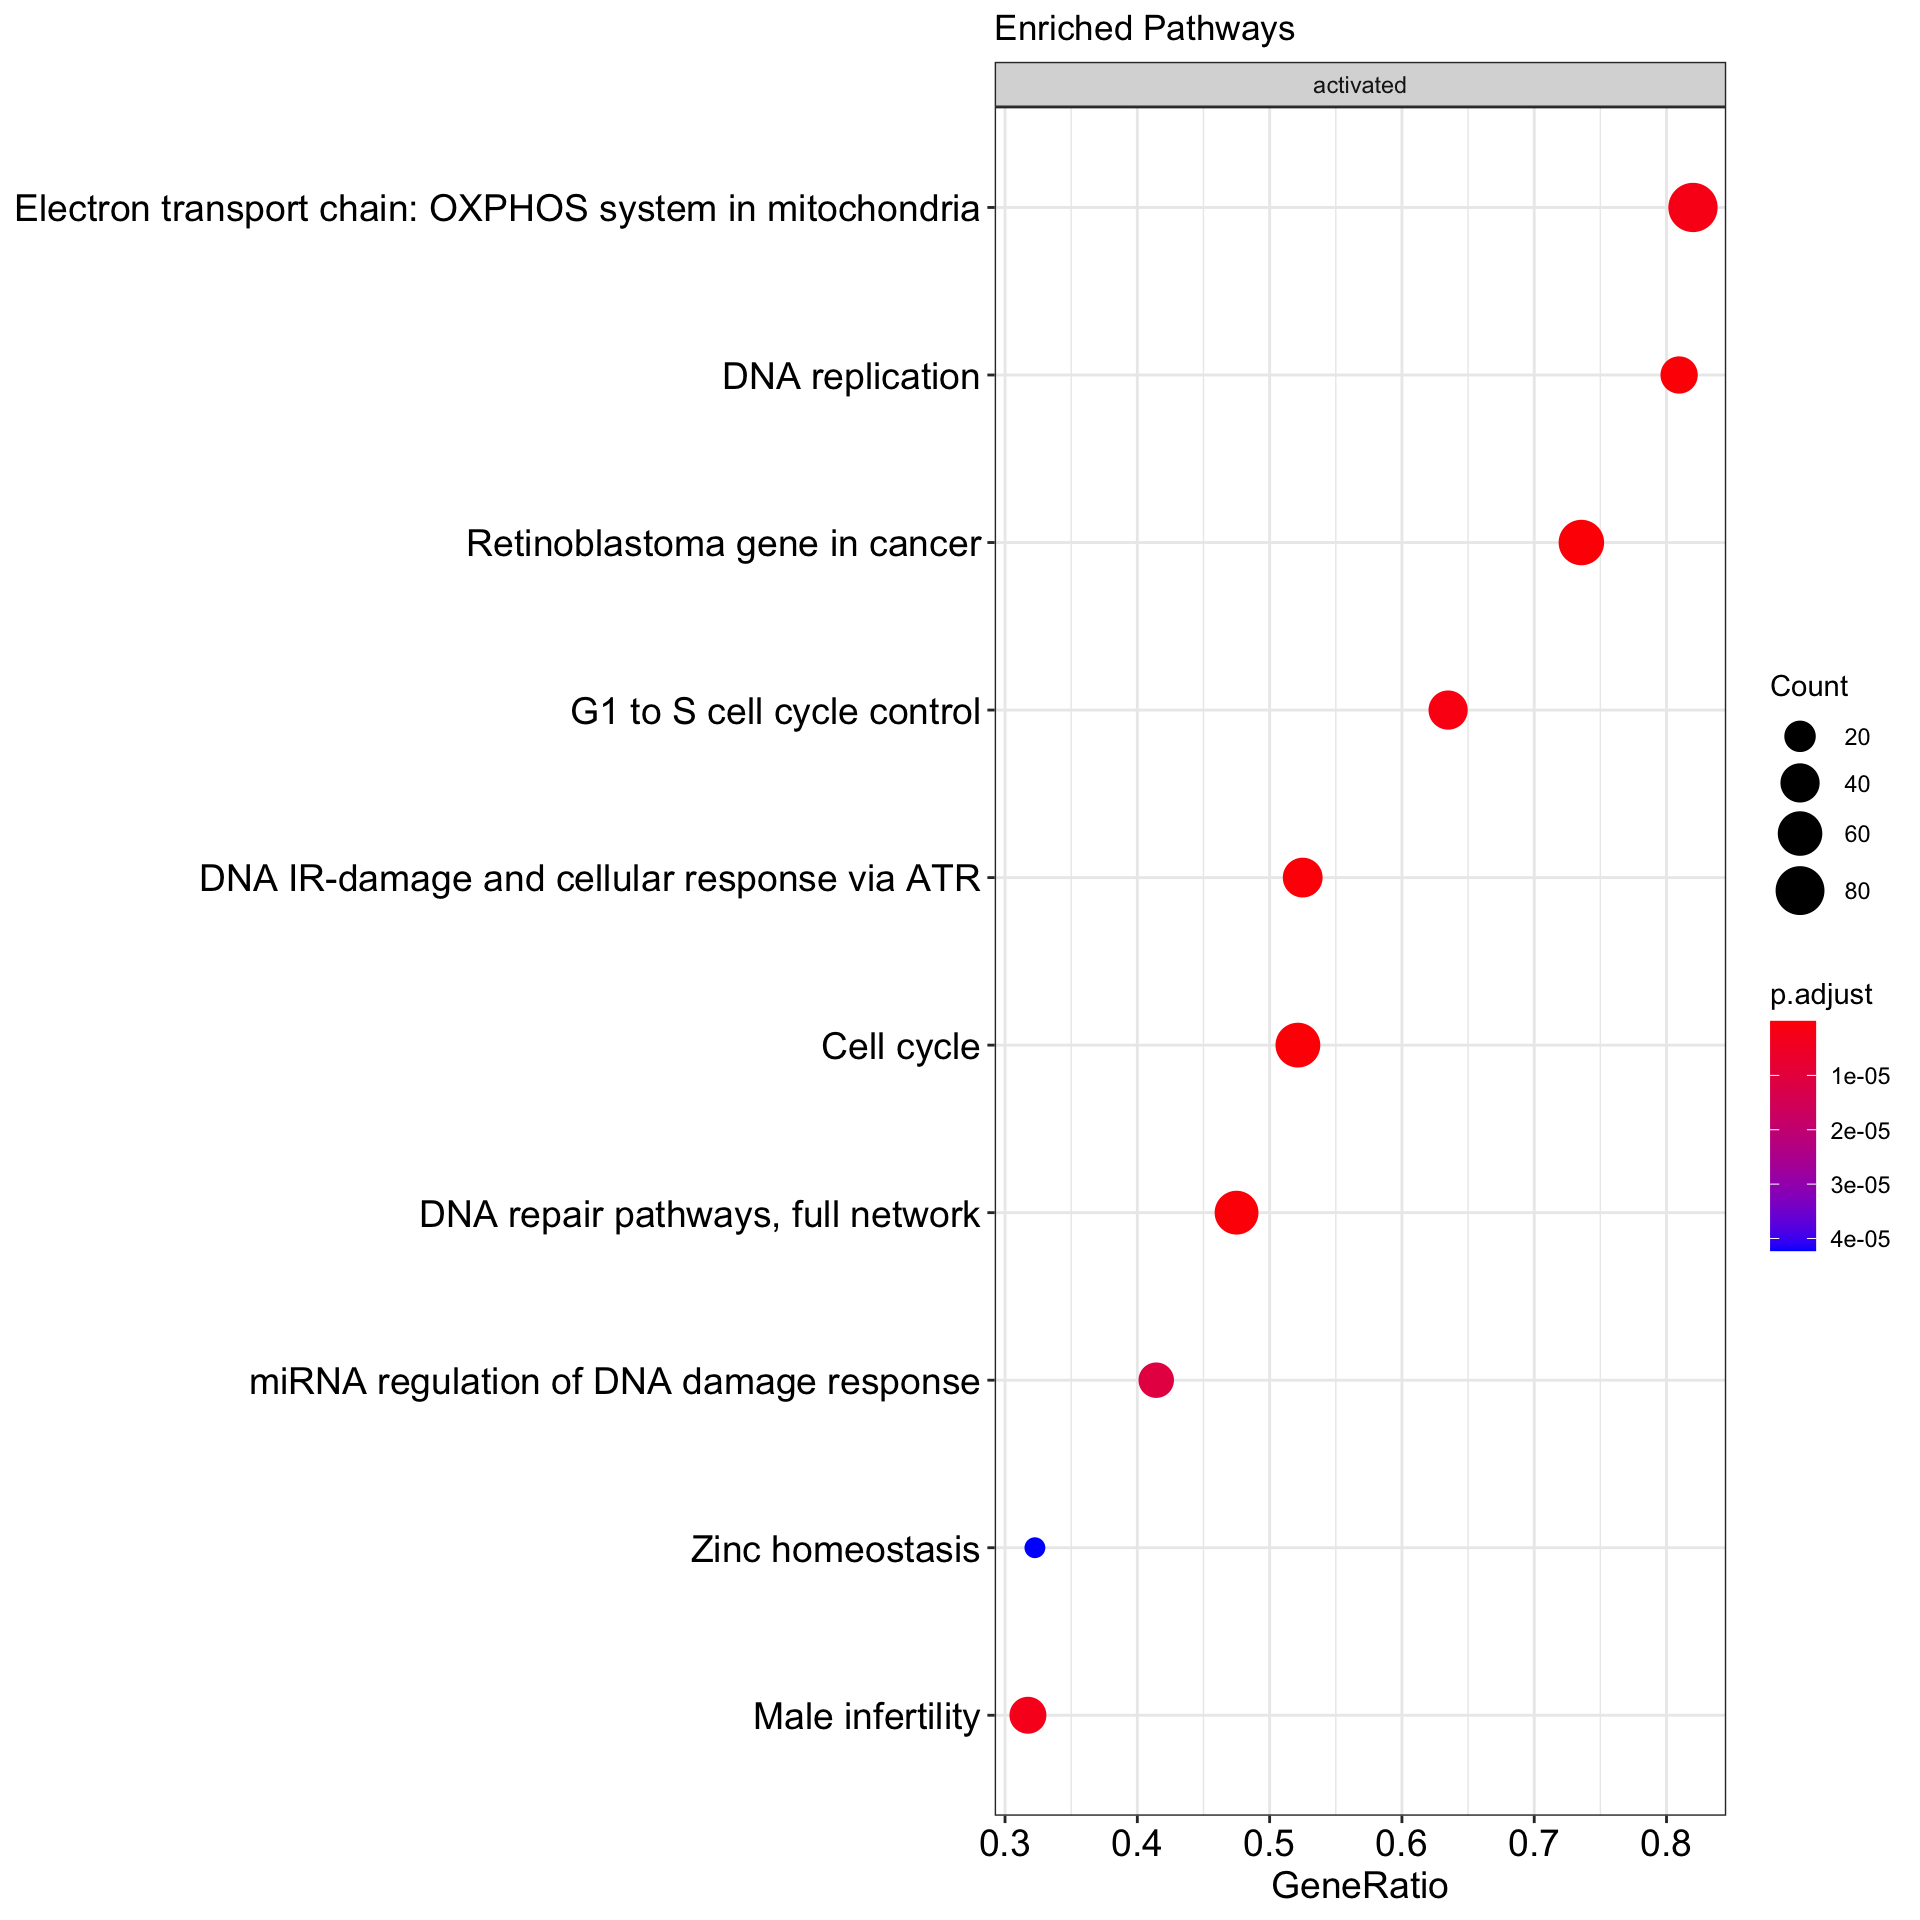 Enriched Pathways
activated
Electron transport chain: OXPHOS system in mitochondria
DNA replication
Retinoblastoma gene in cancer
G1 to S cell cycle control
DNA IR-damage and cellular response via ATR
Cell cycle
DNA repair pathways, full network
miRNA regulation of DNA damage response
Zinc homeostasis
Male infertility
0.3 0.4 0.5 0.6 0.7 0.8
GeneRatio
Count
20
40
60
80
p.adjust
1e-05
2e-05
3e-05
4e-05